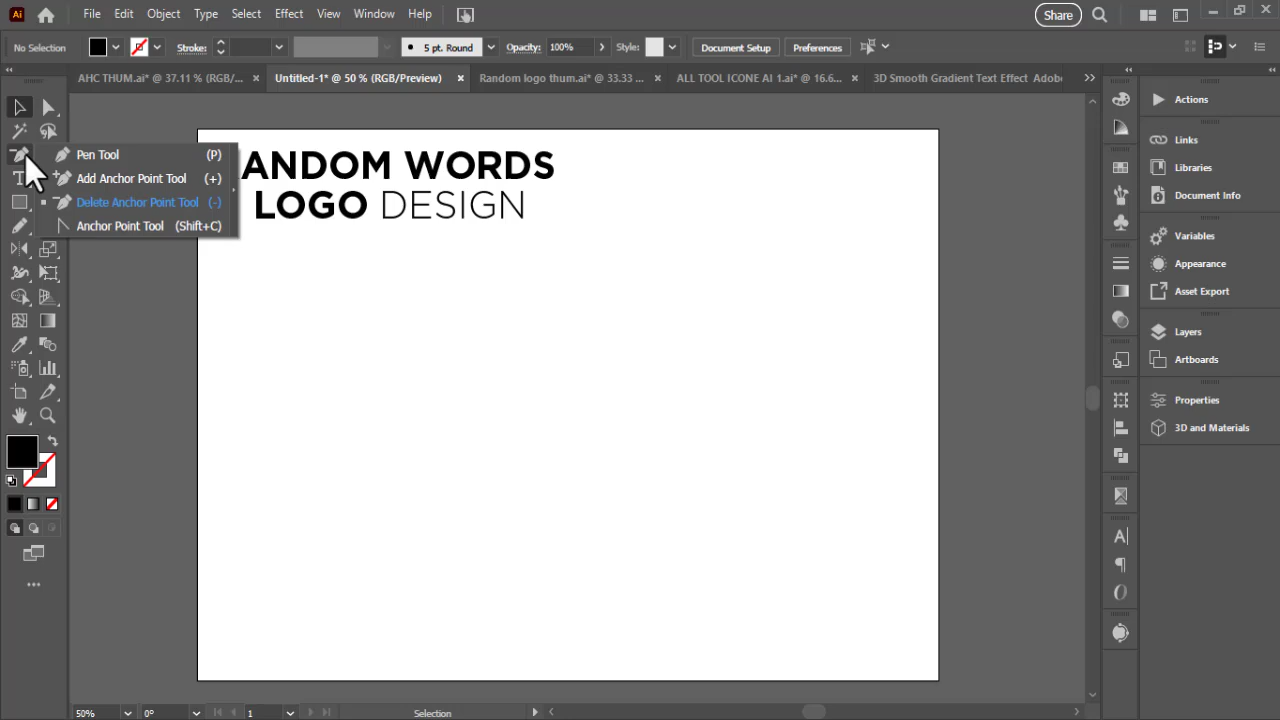 Ai File Edit Object Type Select Effect View Window Help Share
No Selection Stroke: 5 pt. Round Opacity: 100% Style: Document Setup Preferences
AHC THUM.ai* @ 37.11 % (RGB/... × Untitled-1* @ 50 % (RGB/Preview) × Random logo thum.ai* @ 33.33 ... × ALL TOOL ICONE AI 1.ai* @ 16.6... × 3D Smooth Gradient Text Effect Adobe
Pen Tool (P)
Add Anchor Point Tool (+)
Delete Anchor Point Tool (-)
Anchor Point Tool (Shift+C)
ANDOM WORDS
LOGO DESIGN
Actions
Links
Libraries
Document Info
Variables
Appearance
Asset Export
Layers
Artboards
Properties
3D and Materials
50% 0° 1 Selection